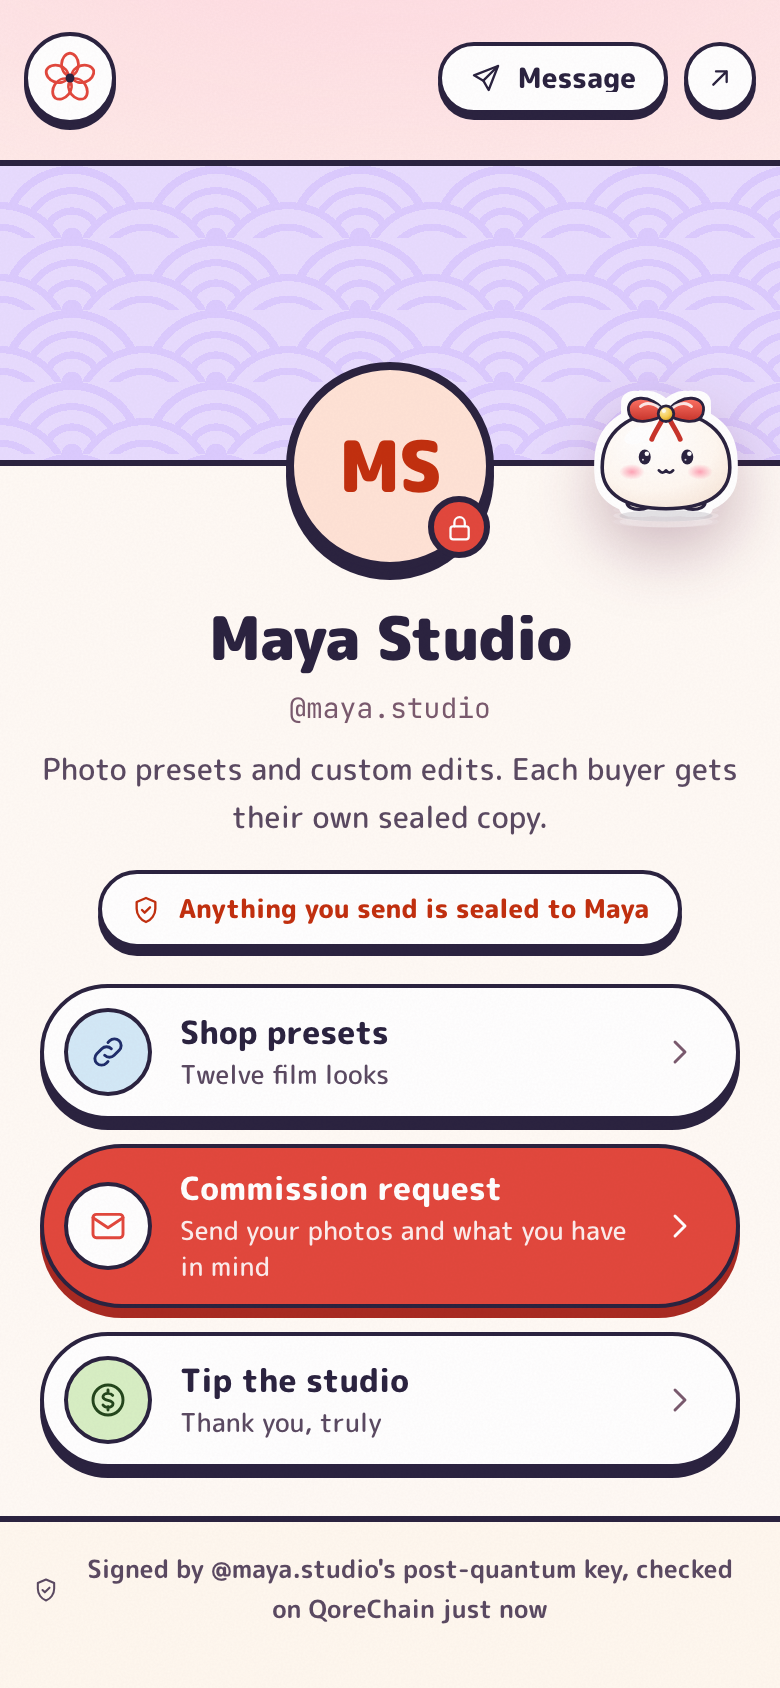 Message
MS
Maya Studio
@maya.studio
Photo presets and custom edits. Each buyer gets
their own sealed copy.
Anything you send is sealed to Maya
Shop presets
Twelve film looks
Commission request
Send your photos and what you have
in mind
Tip the studio
Thank you, truly
Signed by @maya.studio's post-quantum key, checked
on QoreChain just now